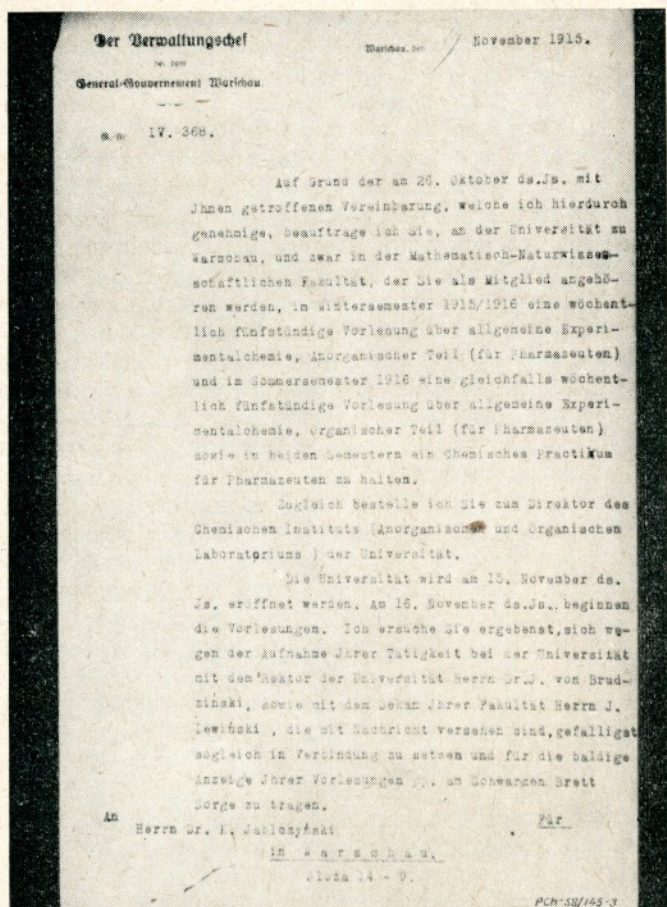 Der Verwaltungschef
bei dem
General-Gouvernement Warschau
Warschau, den November 1915.
IV. 368.
Auf Grund der am 26. Oktober ds.Js. mit
Jhnen getroffenen Vereinbarung, welche ich hierdurch
genehmige, beauftrage ich Sie, an der Universität zu
Warschau, und zwar in der Mathematisch-Naturwissen-
schaftlichen Fakultät, der Sie als Mitglied angehö-
ren werden, im Wintersemester 1915/1916 eine wöchent-
lich fünfstündige Vorlesung über allgemeine Experi-
mentalchemie, Anorganischer Teil (für Pharmazeuten)
und im Sommersemester 1916 eine gleichfalls wöchent-
lich fünfstündige Vorlesung über allgemeine Experi-
mentalchemie, Organischer Teil (für Pharmazeuten)
sowie in beiden Semestern ein Chemisches Practikum
für Pharmazeuten zu halten.
Zugleich bestelle ich Sie zum Direktor des
Chemischen Instituts (Anorganischen und Organischen
Laboratoriums ) der Universität.
Die Universität wird am 15. November ds.
Js. eröffnet werden. Am 16. November ds.Js. beginnen
die Vorlesungen. Ich ersuche Sie ergebenst, sich we-
gen der Aufnahme Jhrer Tätigkeit bei der Universität
mit dem Rektor der Universität Herrn Dr.J. von Brud-
zinski, sowie mit dem Dekan Jhrer Fakultät Herrn J.
Lewiński , die mit Nachricht versehen sind, gefälligst
sogleich in Verbindung zu setzen und für die baldige
Anzeige Jhrer Vorlesungen pp. am Schwarzen Brett
Sorge zu tragen.
An
Für
Herrn Dr. K. Jabłczyński
in Warschau.
14 - 9.
PCh-58/145-3